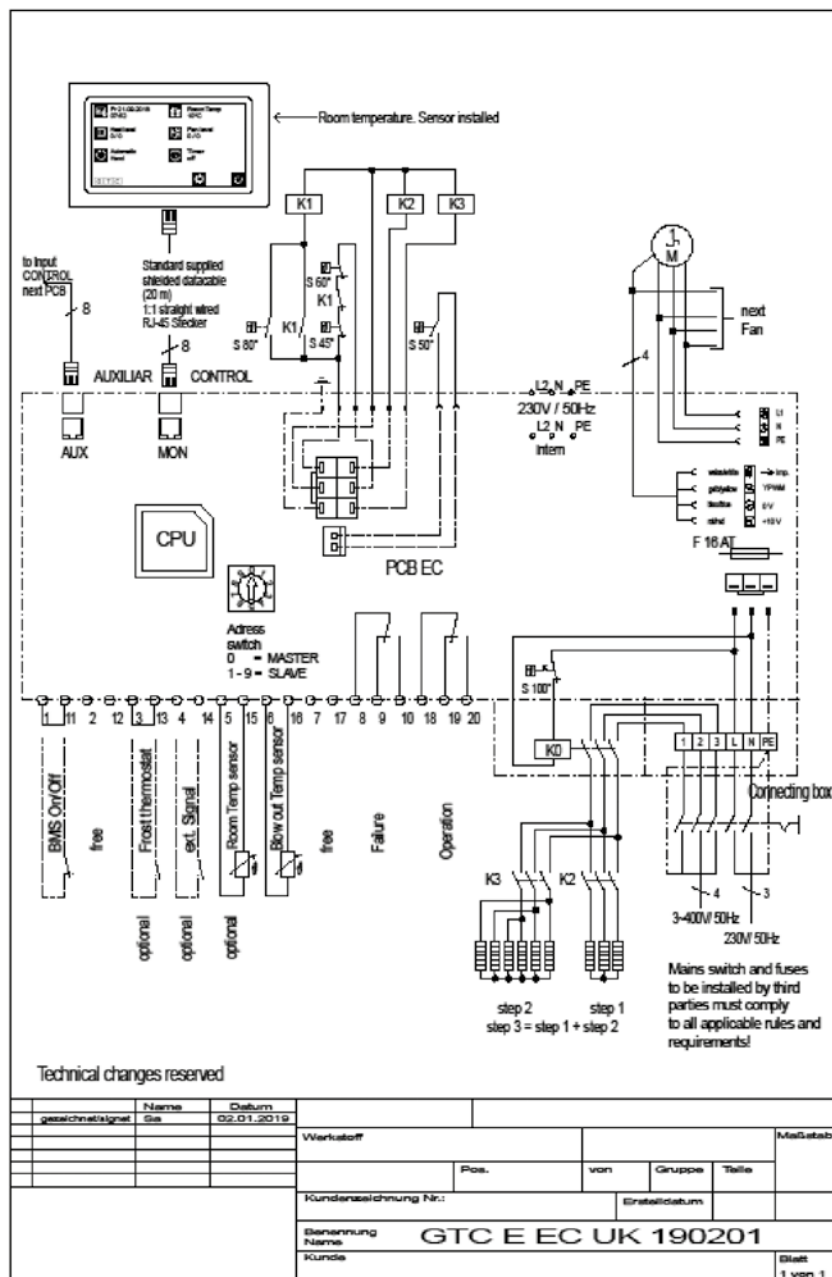 Room temperature. Sensor installed
K1
K2
K3
to Input
CONTROL
next PCB
8
Standard supplied
shielded datacable
(20 m)
1:1 straight wired
RJ-45 Stecker
8
S 60°
K1
S 80°
K1
S 45°
S 50°
M
next
Fan
4
AUXILIAR
CONTROL
AUX
MON
L2 N PE
230V / 50Hz
L2 N PE
Intern
L1
N
PE
Imp.
YPWM
0V
+10V
F 16 AT
CPU
PCB EC
Adress
switch
0 = MASTER
1 - 9 = SLAVE
S 100°
1 11 2 12 3 13 4 14 5 15 6 16 7 17 8 9 10 18 19 20
K0
1 2 3 L N PE
Connecting box
BMS On/Off
free
Frost thermostat
ext. Signal
Room Temp sensor
Blow out Temp sensor
free
Failure
Operation
optional
optional
optional
K3
K2
4
3
3~400V/ 50Hz
230V/ 50Hz
step 2
step 1
step 3 = step 1 + step 2
Mains switch and fuses
to be installed by third
parties must comply
to all applicable rules and
requirements!
Technical changes reserved
Name
Datum
gezeichnet/signet
Sa
02.01.2019
Werkstoff
Maßstab
Pos.
von
Gruppe
Teile
Kundenzeichnung Nr.:
Erstelldatum
Benennung
Name
GTC E EC UK 190201
Kunde
Blatt
1 von 1